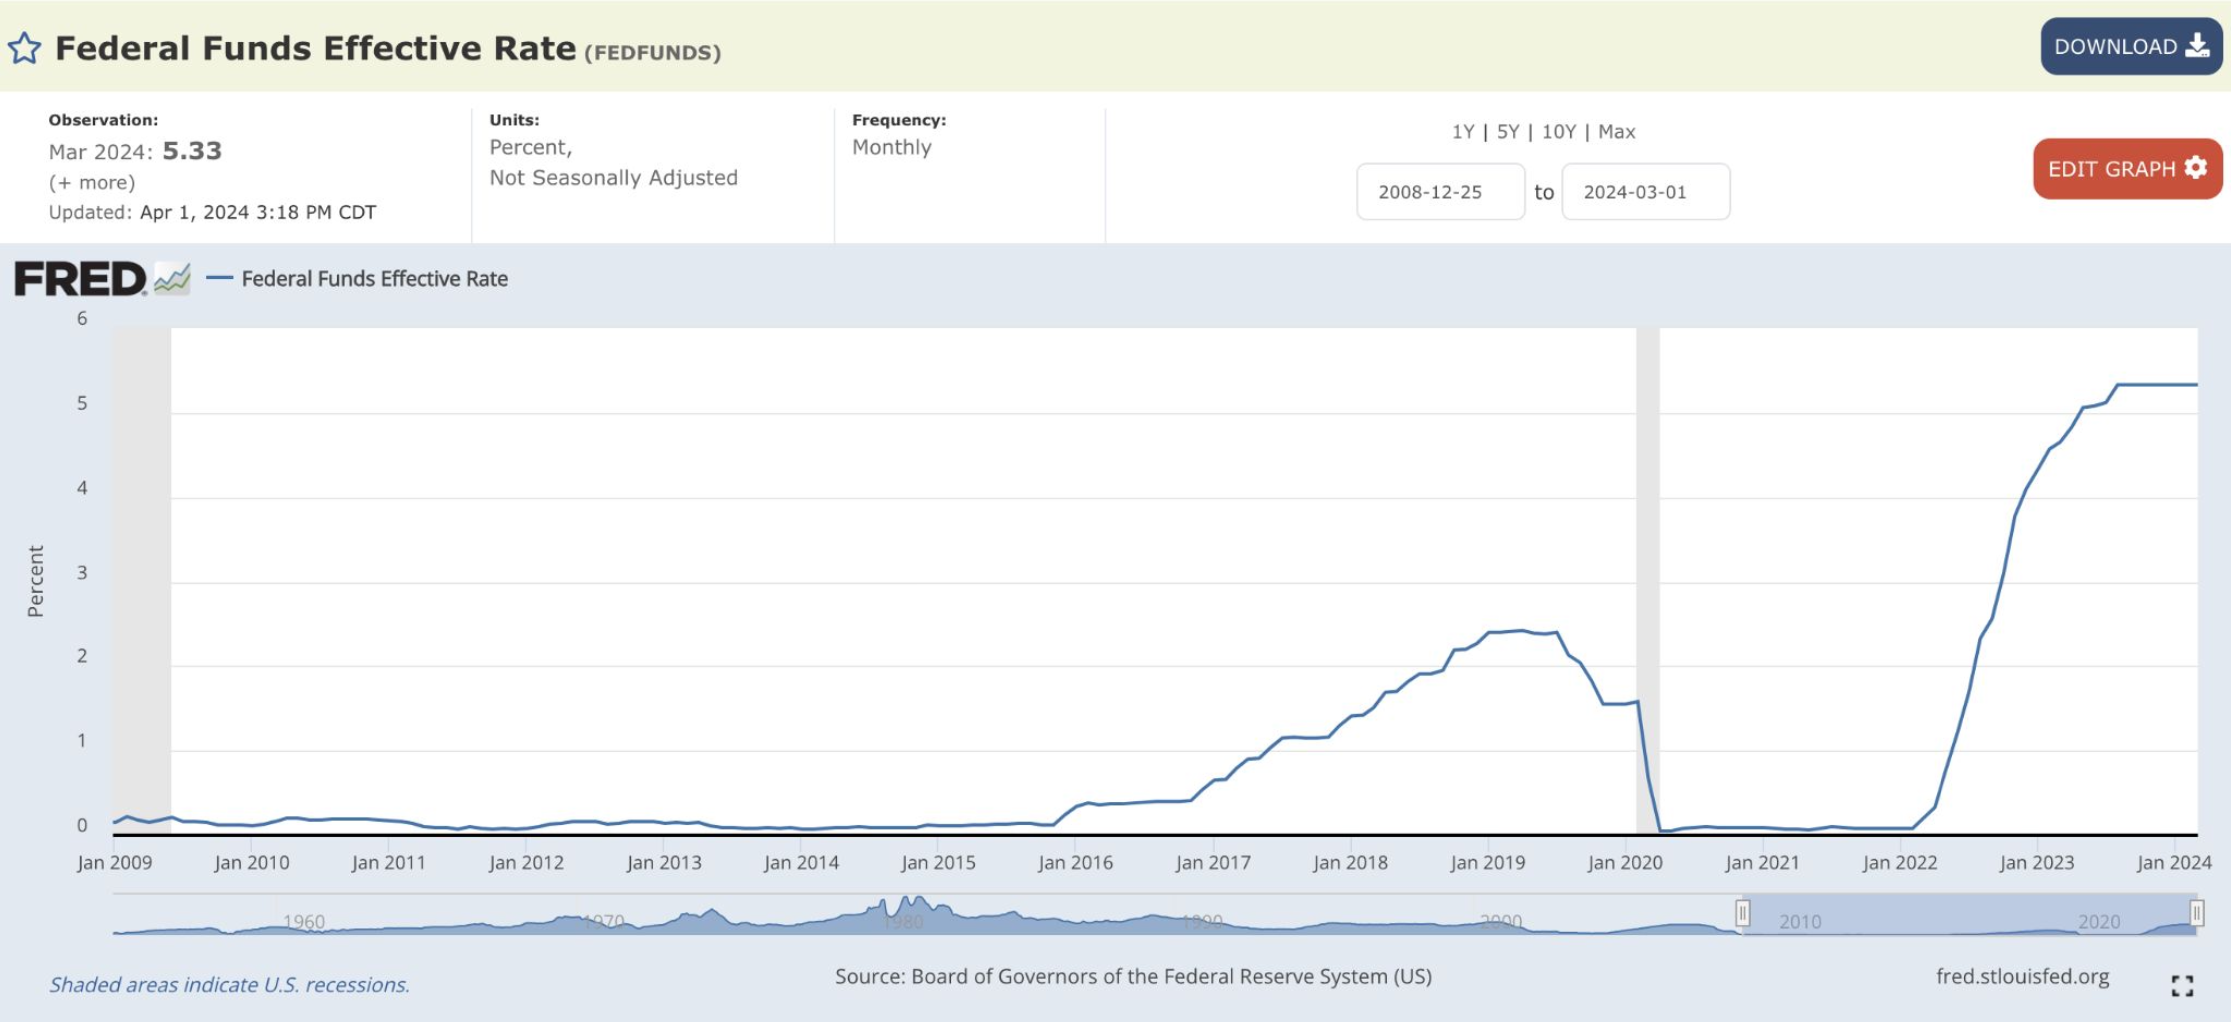 Federal Funds Effective Rate (FEDFUNDS)
DOWNLOAD
Observation:
Mar 2024: 5.33
(+ more)
Updated: Apr 1, 2024 3:18 PM CDT
Units:
Percent,
Not Seasonally Adjusted
Frequency:
Monthly
1Y | 5Y | 10Y | Max
2008-12-25 to 2024-03-01
EDIT GRAPH
FRED
Federal Funds Effective Rate
6
5
4
3
2
1
0
Percent
Jan 2009 Jan 2010 Jan 2011 Jan 2012 Jan 2013 Jan 2014 Jan 2015 Jan 2016 Jan 2017 Jan 2018 Jan 2019 Jan 2020 Jan 2021 Jan 2022 Jan 2023 Jan 2024
1960 1970 1980 1990 2000 2010 2020
Shaded areas indicate U.S. recessions.
Source: Board of Governors of the Federal Reserve System (US)
fred.stlouisfed.org